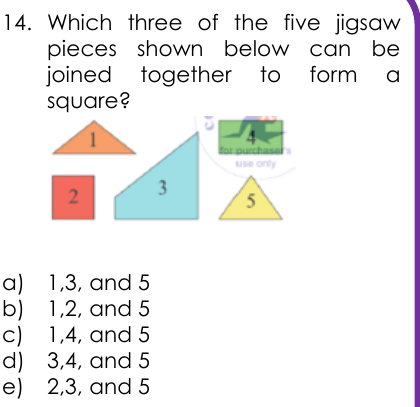 14. Which three of the five jigsaw
pieces shown below can be
joined together to form a
square?
1
4
for purchaser's
use only
2
3
5
a) 1,3, and 5
b) 1,2, and 5
c) 1,4, and 5
d) 3,4, and 5
e) 2,3, and 5